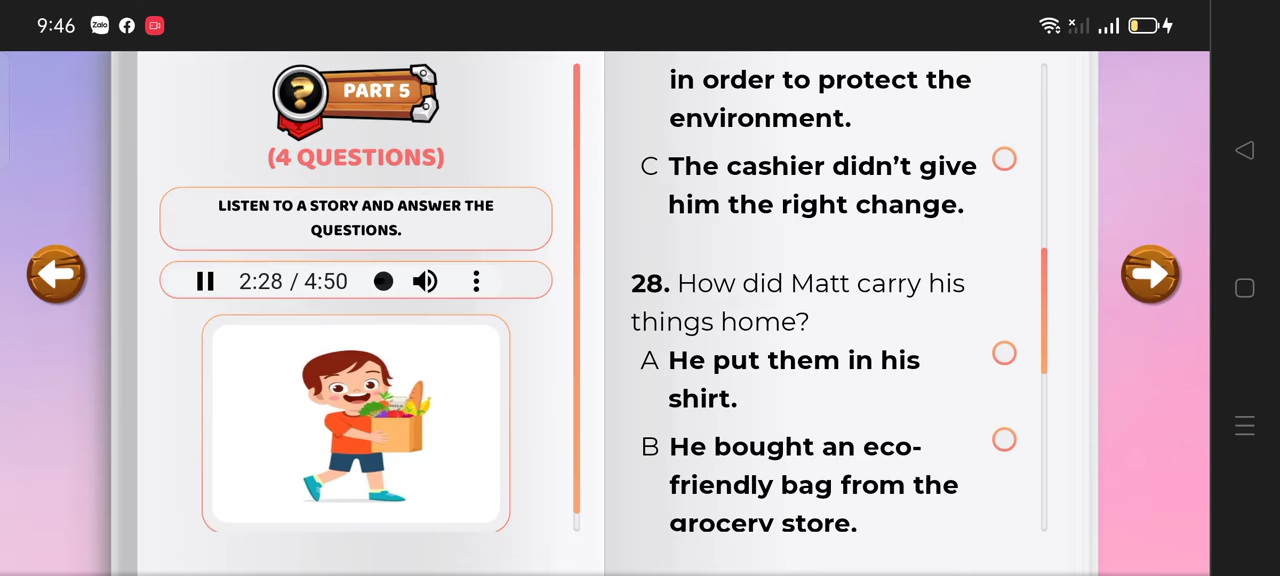 9:46
Zalo
PART 5
(4 QUESTIONS)
LISTEN TO A STORY AND ANSWER THE
QUESTIONS.
2:28 / 4:50
in order to protect the
environment.
C The cashier didn't give
him the right change.
28. How did Matt carry his
things home?
A He put them in his
shirt.
B He bought an eco-
friendly bag from the
grocery store.